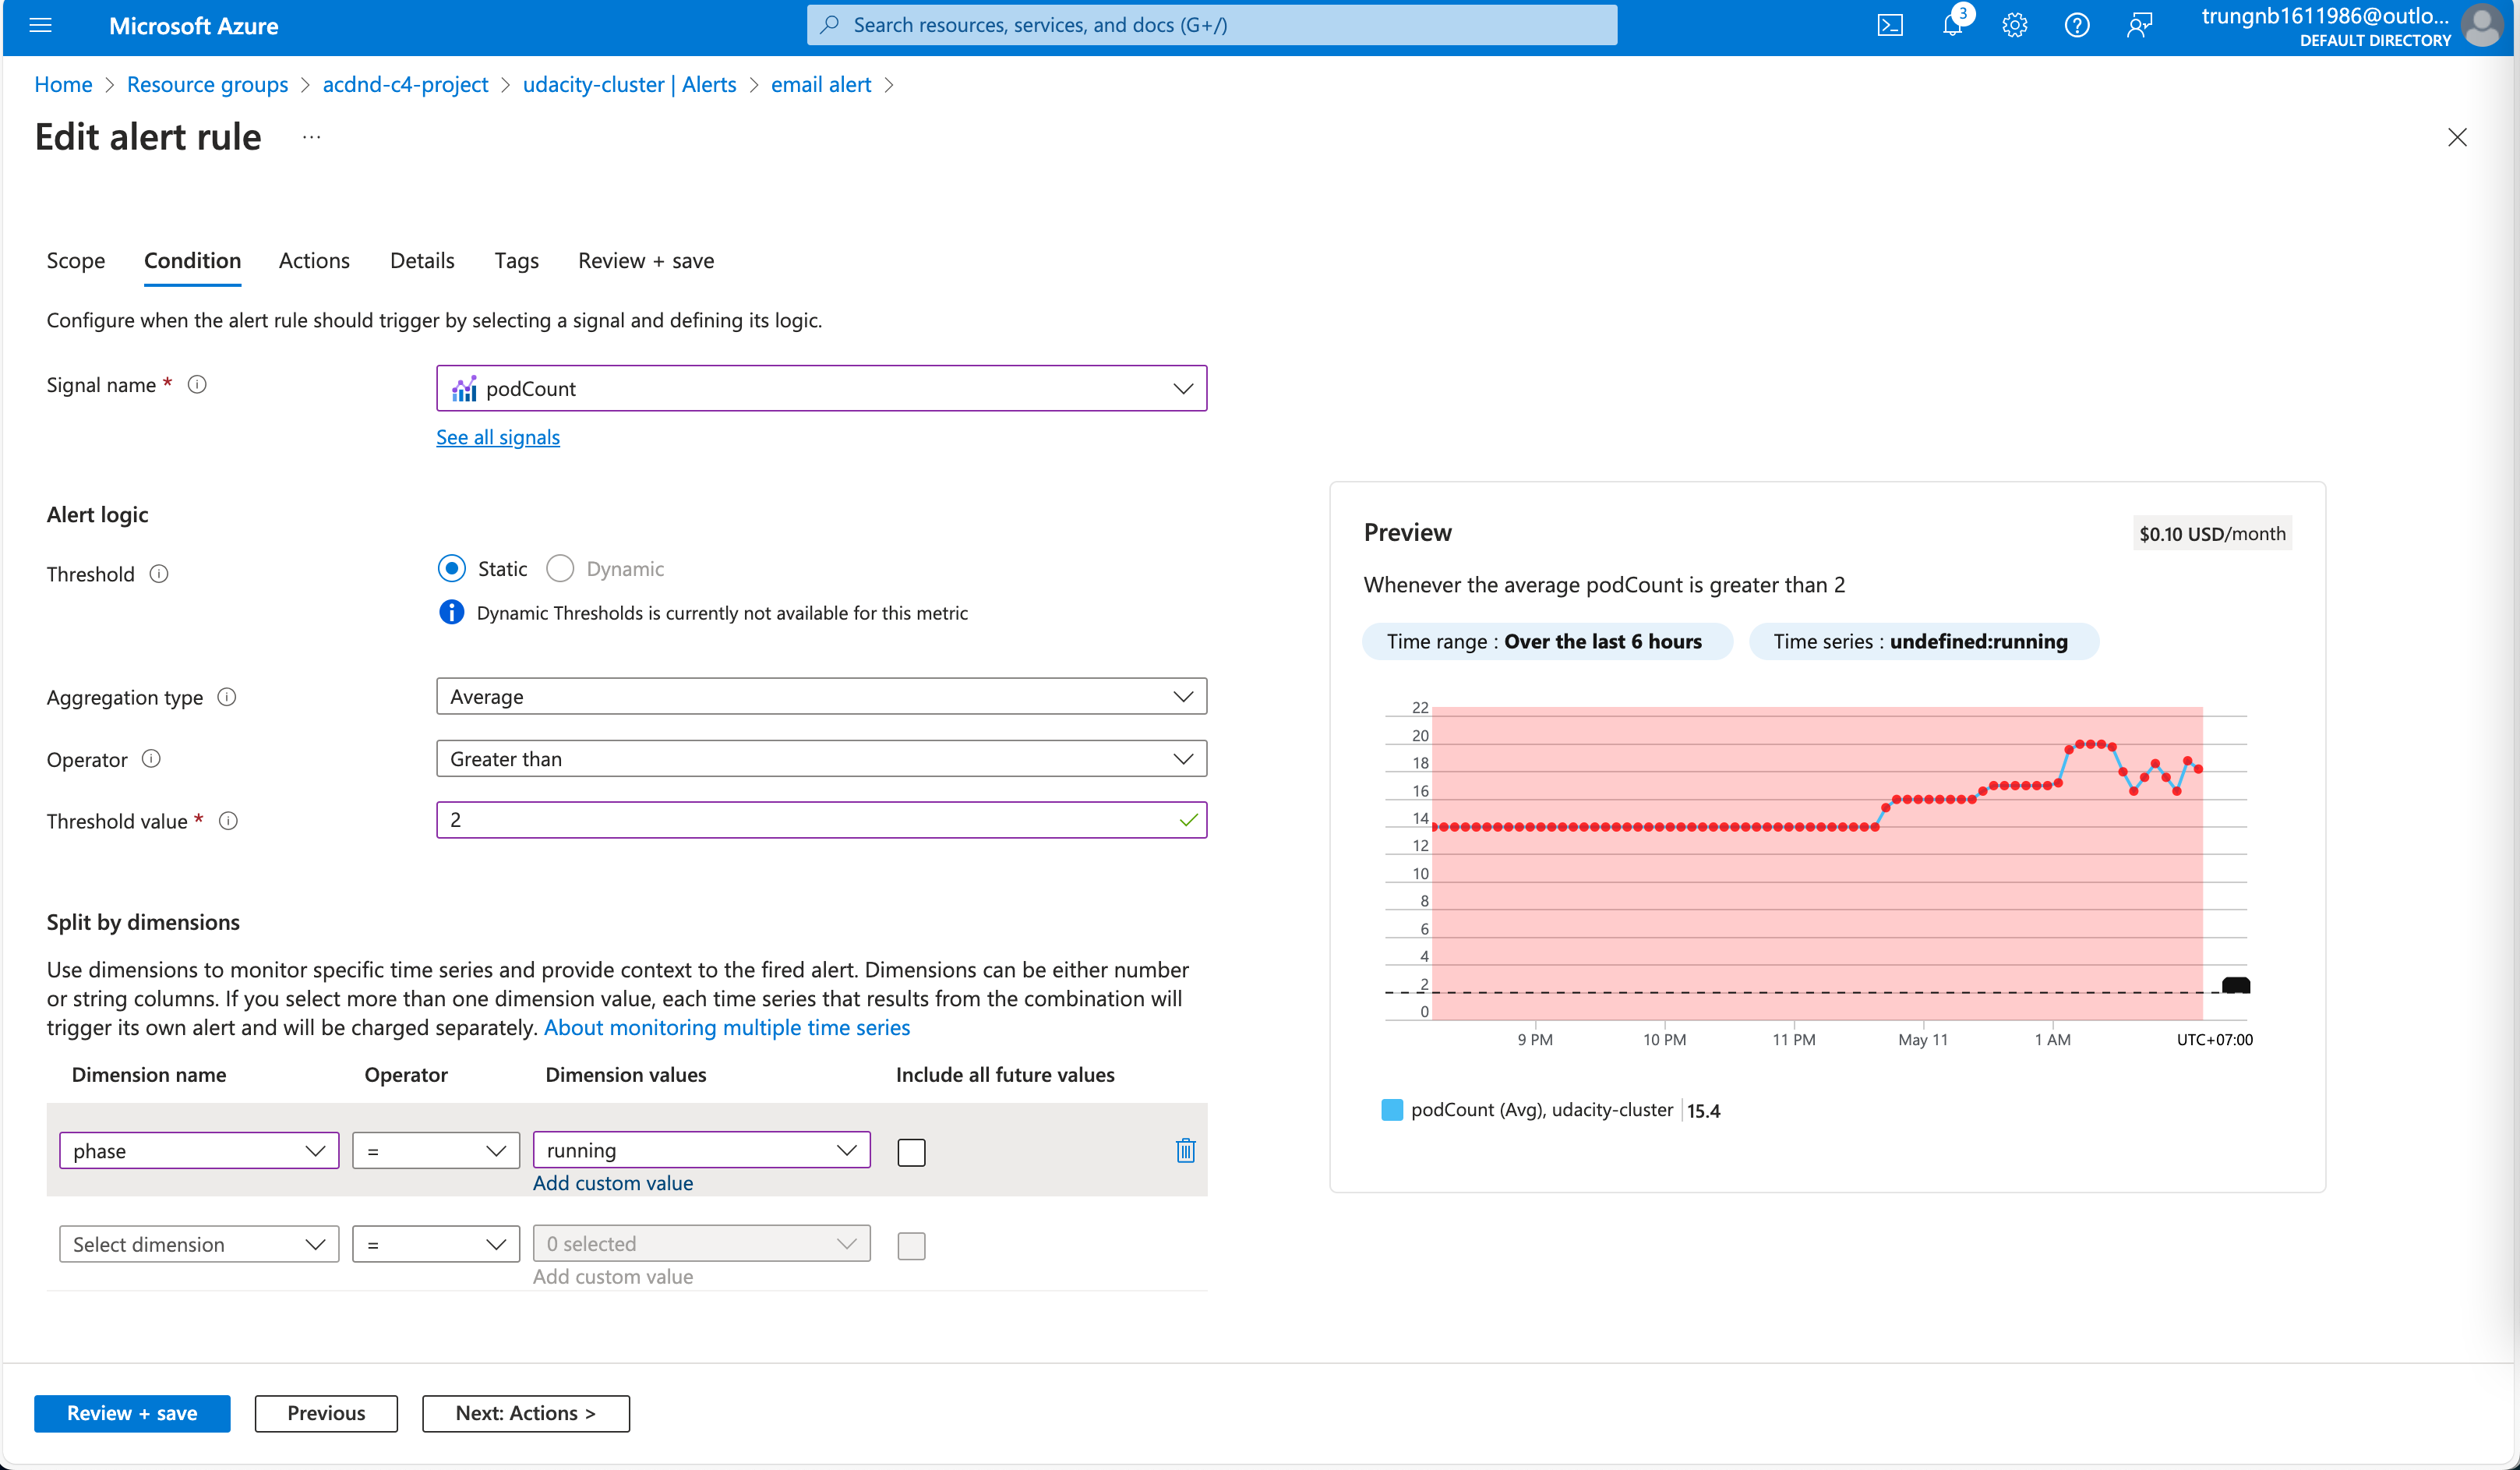 Microsoft Azure
Search resources, services, and docs (G+/)
3
trungnb1611986@outlo...
DEFAULT DIRECTORY
Home > Resource groups > acdnd-c4-project > udacity-cluster | Alerts > email alert >
Edit alert rule ...
Scope Condition Actions Details Tags Review + save
Configure when the alert rule should trigger by selecting a signal and defining its logic.
Signal name *
podCount
See all signals
Alert logic
Threshold
Static Dynamic
Dynamic Thresholds is currently not available for this metric
Aggregation type
Average
Operator
Greater than
Threshold value *
2
Split by dimensions
Use dimensions to monitor specific time series and provide context to the fired alert. Dimensions can be either number
or string columns. If you select more than one dimension value, each time series that results from the combination will
trigger its own alert and will be charged separately. About monitoring multiple time series
Dimension name Operator Dimension values Include all future values
phase = running
Add custom value
Select dimension = 0 selected
Add custom value
Preview
$0.10 USD/month
Whenever the average podCount is greater than 2
Time range : Over the last 6 hours Time series : undefined:running
22
20
18
16
14
12
10
8
6
4
2
0
9 PM 10 PM 11 PM May 11 1 AM UTC+07:00
podCount (Avg), udacity-cluster 15.4
Review + save Previous Next: Actions >